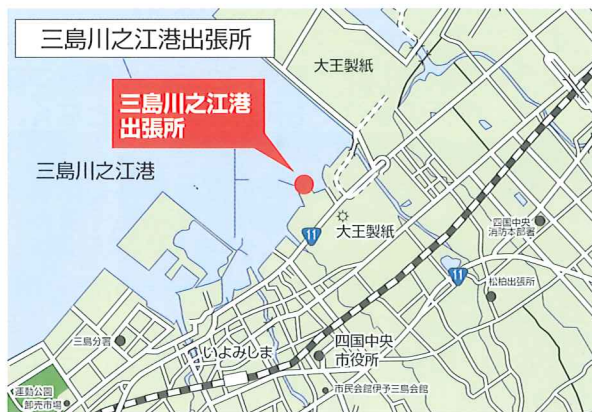 三島川之江港出張所
大王製紙
三島川之江港
出張所
三島川之江港
11
大王製紙
四国中央
消防本部署
11
松柏出張所
三島分署
いよみしま
四国中央
市役所
市民会館伊予三島会館
運動公園
卸売市場